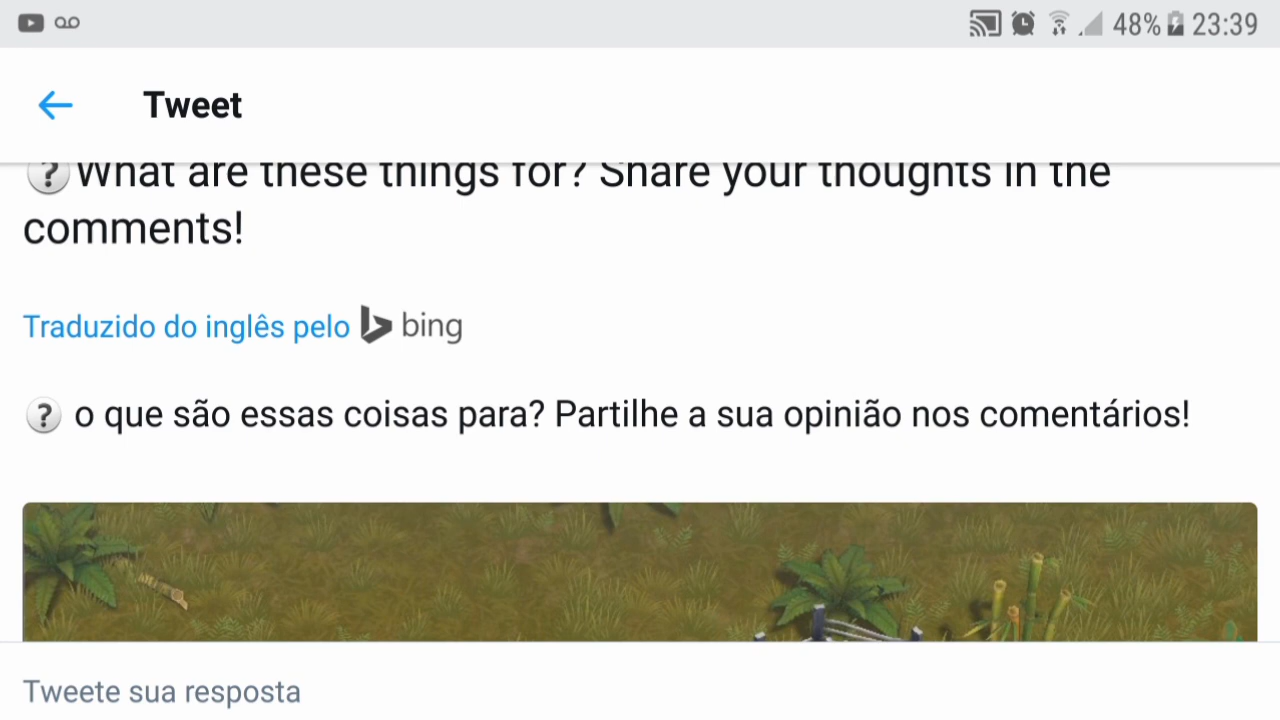 48% 23:39
Tweet
What are these things for? Share your thoughts in the
comments!
Traduzido do inglês pelo bing
o que são essas coisas para? Partilhe a sua opinião nos comentários!
Tweete sua resposta